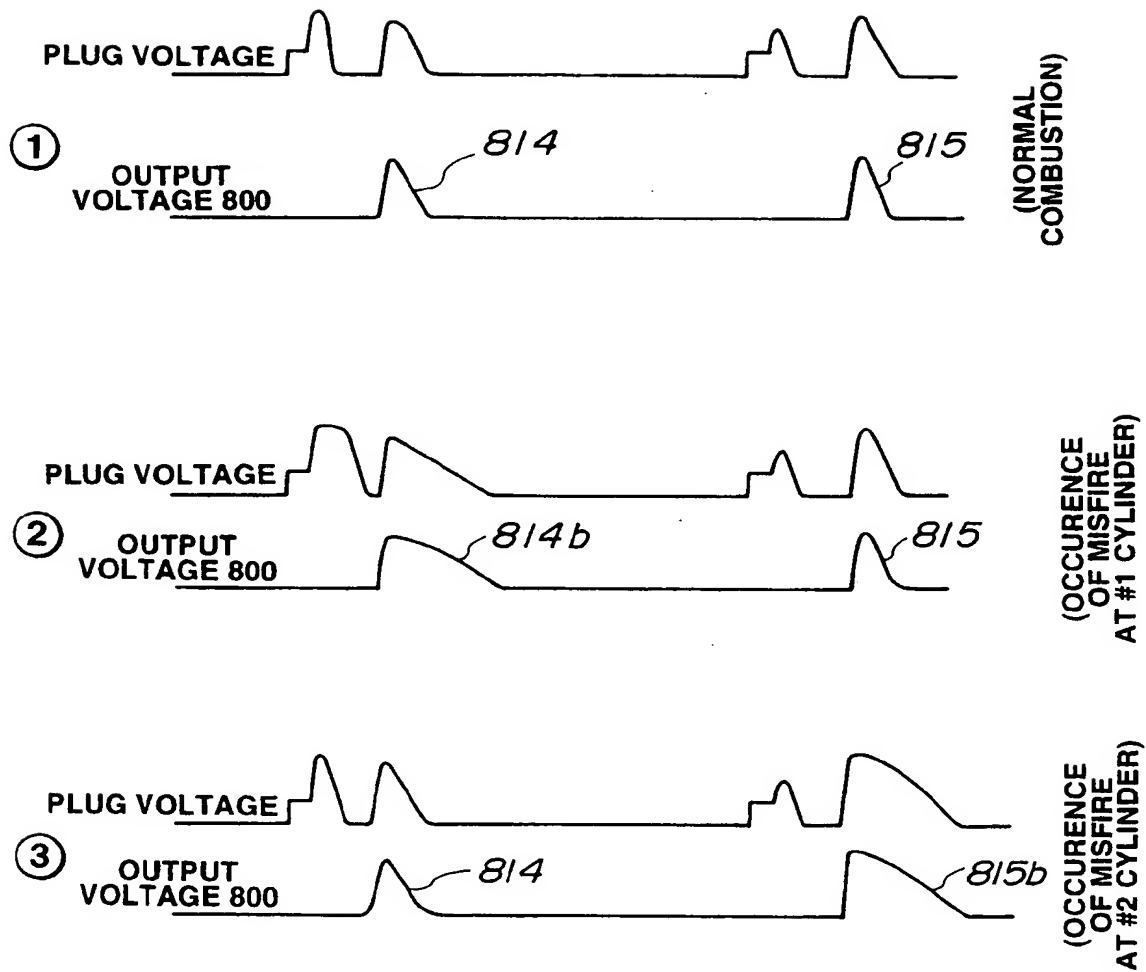 PLUG VOLTAGE
1
OUTPUT
VOLTAGE 800
814
815
(NORMAL
COMBUSTION)
PLUG VOLTAGE
2
OUTPUT
VOLTAGE 800
814b
815
(OCCURENCE
OF MISFIRE
AT #1 CYLINDER)
PLUG VOLTAGE
3
OUTPUT
VOLTAGE 800
814
815b
(OCCURENCE
OF MISFIRE
AT #2 CYLINDER)